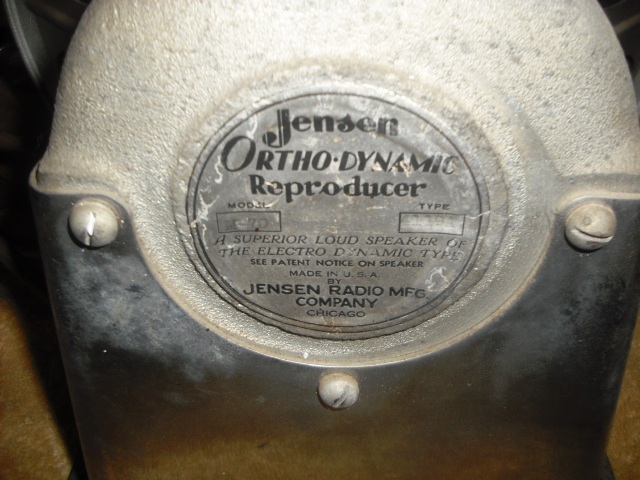 Jensen
ORTHO-DYNAMIC
Reproducer
MODEL TYPE
A SUPERIOR LOUD SPEAKER OF
THE ELECTRO DYNAMIC TYPE
SEE PATENT NOTICE ON SPEAKER
MADE IN U.S.A.
BY
JENSEN RADIO MFG.
COMPANY
CHICAGO